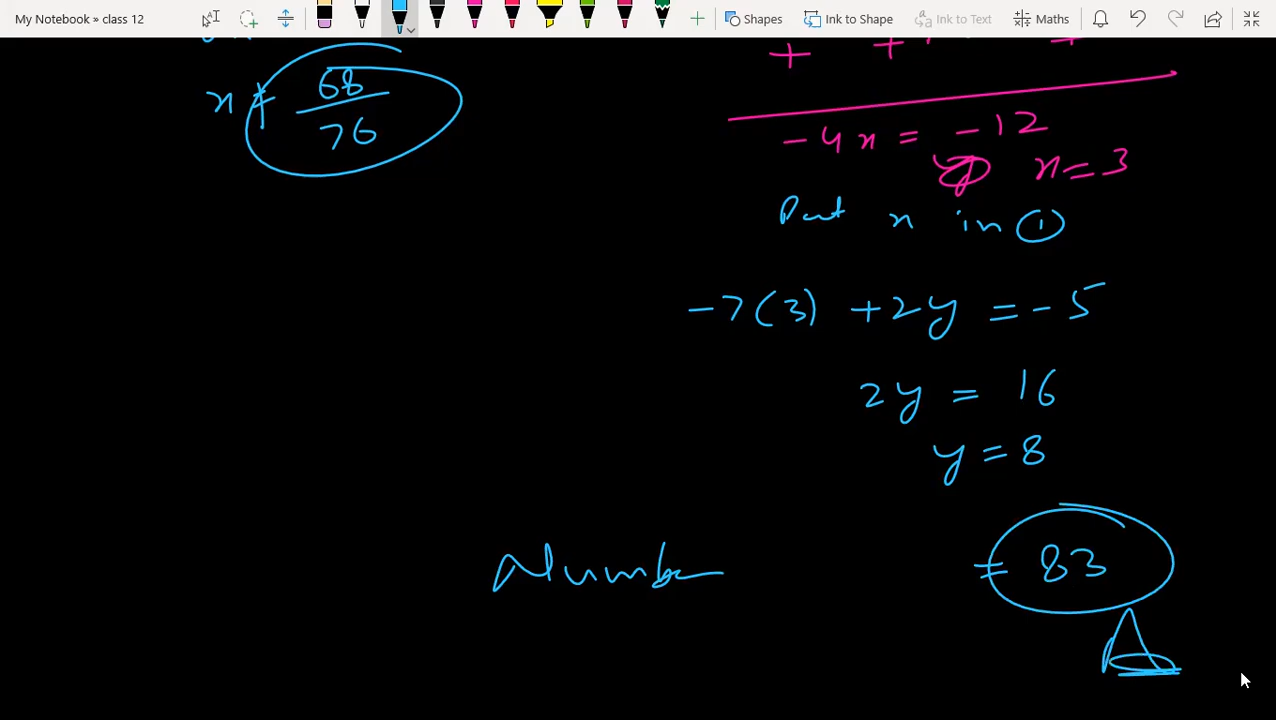 My Notebook » class 12
Shapes
Ink to Shape
Ink to Text
Maths
x = 68/76
+ + +
-4x = -12
x = 3
Put x in ①
-7(3) + 2y = -5
2y = 16
y = 8
Number = 83